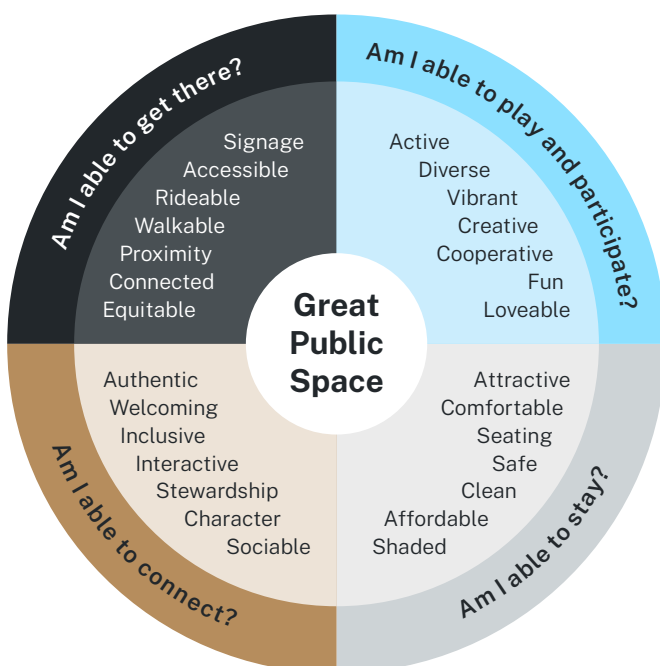 Am I able to get there?
Signage
Accessible
Rideable
Walkable
Proximity
Connected
Equitable
Am I able to play and participate?
Active
Diverse
Vibrant
Creative
Cooperative
Fun
Loveable
Great
Public
Space
Authentic
Welcoming
Inclusive
Interactive
Stewardship
Character
Sociable
Am I able to connect?
Attractive
Comfortable
Seating
Safe
Clean
Affordable
Shaded
Am I able to stay?